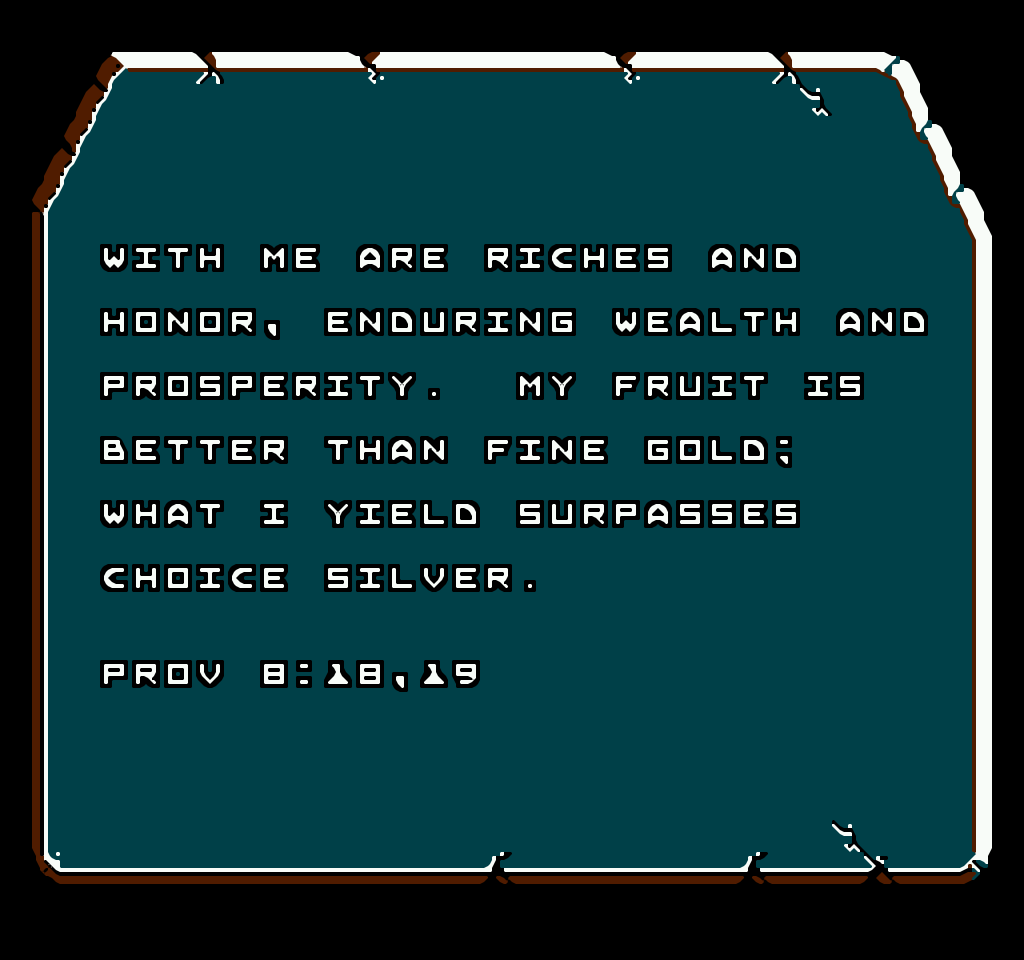 WITH ME ARE RICHES AND
HONOR, ENDURING WEALTH AND
PROSPERITY.  MY FRUIT IS
BETTER THAN FINE GOLD;
WHAT I YIELD SURPASSES
CHOICE SILVER.
PROV 8:18,19